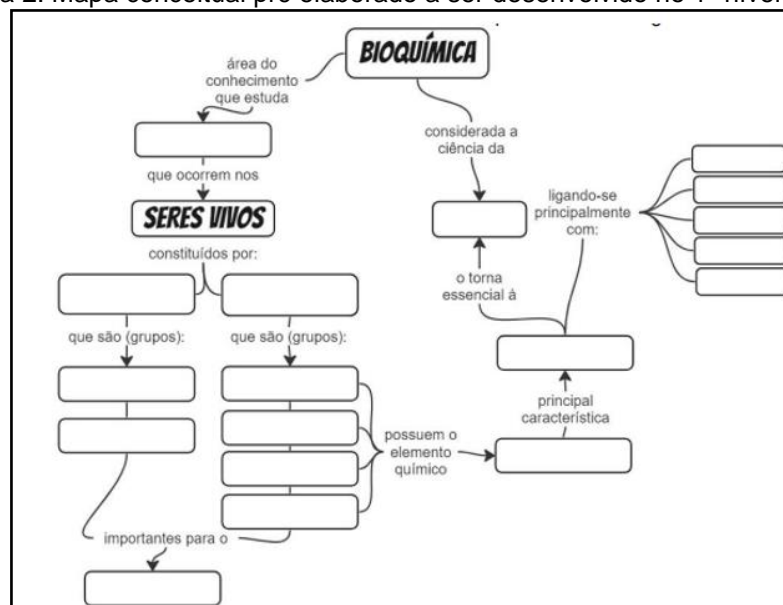 a 2. Mapa conceitual pré elaborado a ser desenvolvido no 1º nível
BIOQUÍMICA
área do
conhecimento
que estuda
considerada a
ciência da
que ocorrem nos
ligando-se
principalmente
com:
SERES VIVOS
constituídos por:
o torna
essencial à
que são (grupos):
que são (grupos):
principal
característica
possuem o
elemento
químico
importantes para o